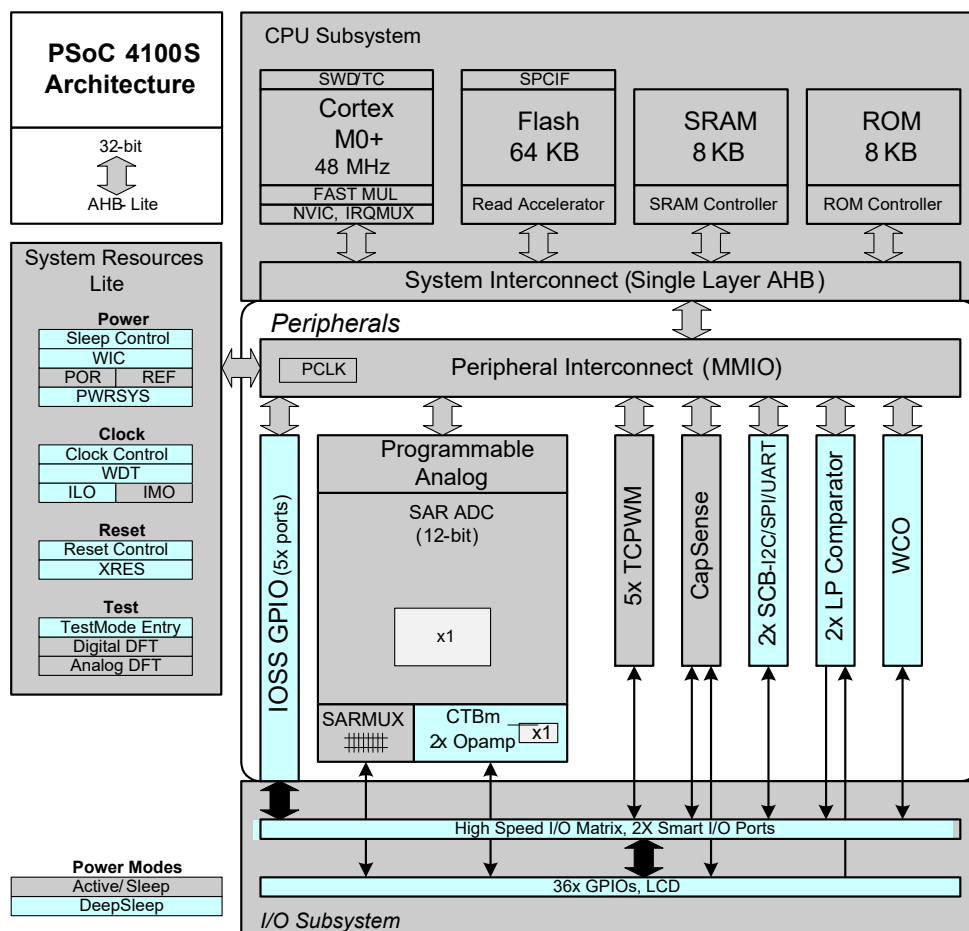 PSoC 4100S
Architecture
32-bit
AHB- Lite
CPU Subsystem
SWD/TC
Cortex
M0+
48 MHz
FAST MUL
NVIC, IRQMUX
SPCIF
Flash
64 KB
Read Accelerator
SRAM
8 KB
SRAM Controller
ROM
8 KB
ROM Controller
System Interconnect (Single Layer AHB)
System Resources
Lite
Power
Sleep Control
WIC
POR REF
PWRSYS
Clock
Clock Control
WDT
ILO IMO
Reset
Reset Control
XRES
Test
TestMode Entry
Digital DFT
Analog DFT
Peripherals
PCLK
Peripheral Interconnect (MMIO)
IOSS GPIO (5x ports)
Programmable
Analog
SAR ADC
(12-bit)
x1
SARMUX
CTBm
2x Opamp
x1
5x TCPWM
CapSense
2x SCB-I2C/SPI/UART
2x LP Comparator
WCO
High Speed I/O Matrix, 2X Smart I/O Ports
36x GPIOs, LCD
I/O Subsystem
Power Modes
Active/ Sleep
DeepSleep